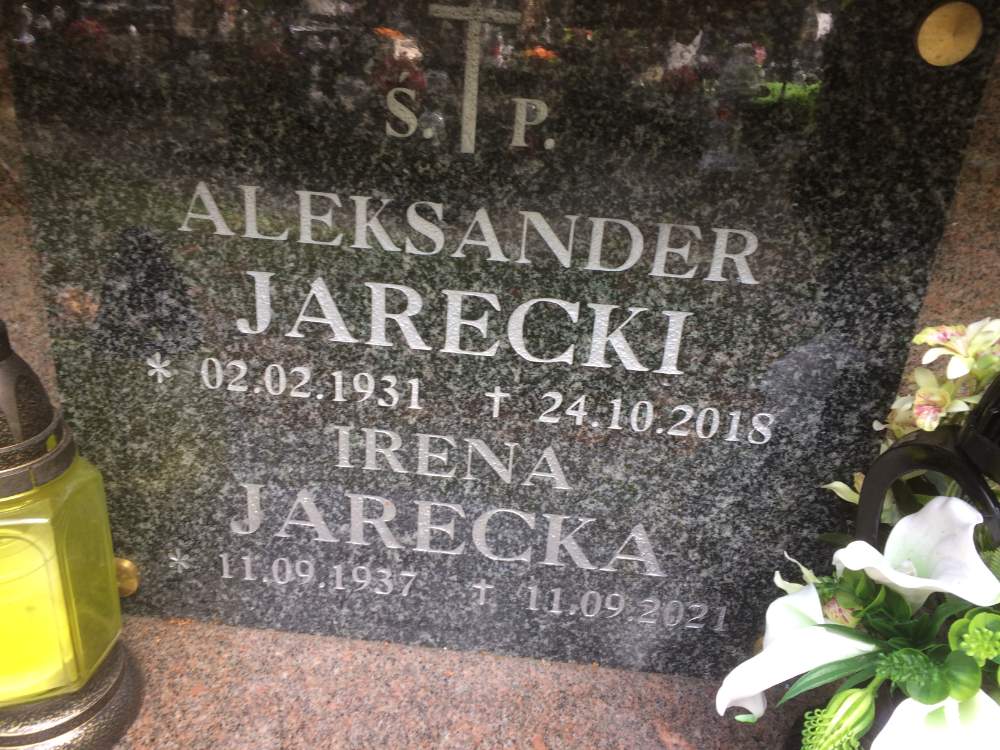 Ś. P.
ALEKSANDER
JARECKI
* 02.02.1931 † 24.10.2018
IRENA
JARECKA
* 11.09.1937 † 11.09.2021